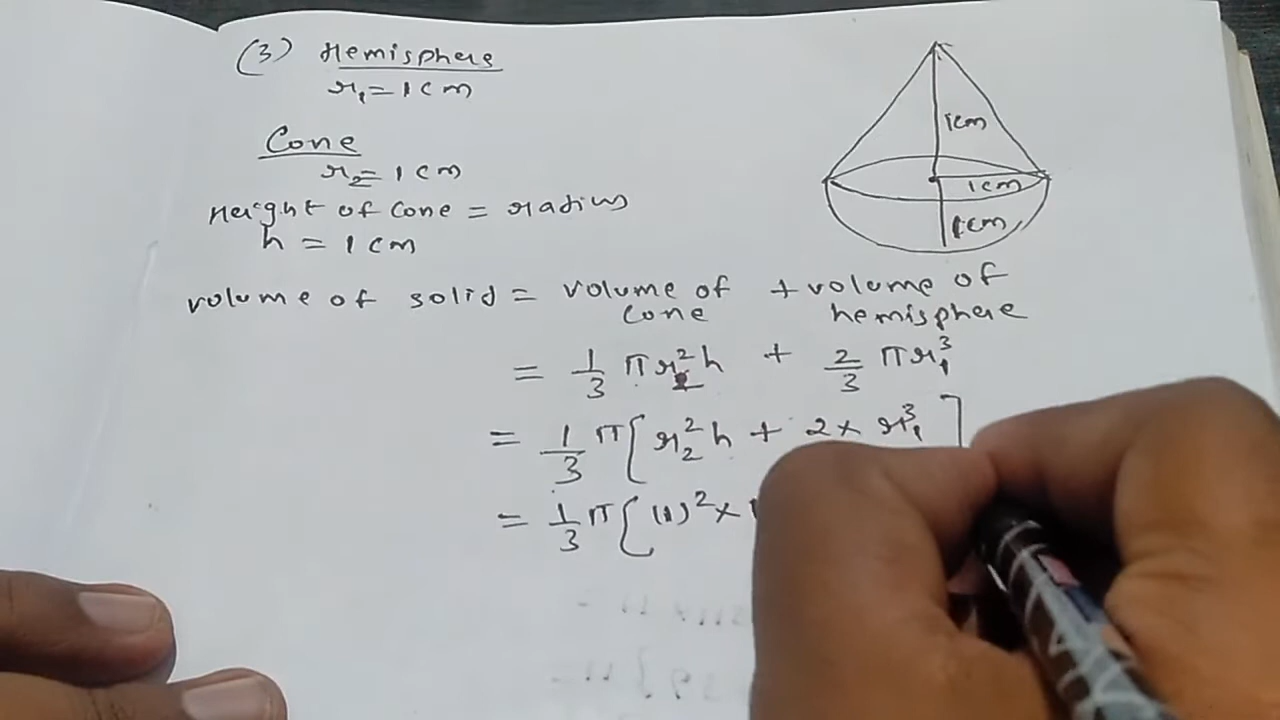 (3) Hemisphere
r₁ = 1 cm
Cone
r₂ = 1 cm
Height of cone = radius
h = 1 cm
1cm
1cm
1cm
volume of solid = volume of cone + volume of hemisphere
= 1/3 πr₂²h + 2/3 πr₁³
= 1/3 π[r₂²h + 2 × r₁³]
= 1/3 π[(1)² ×